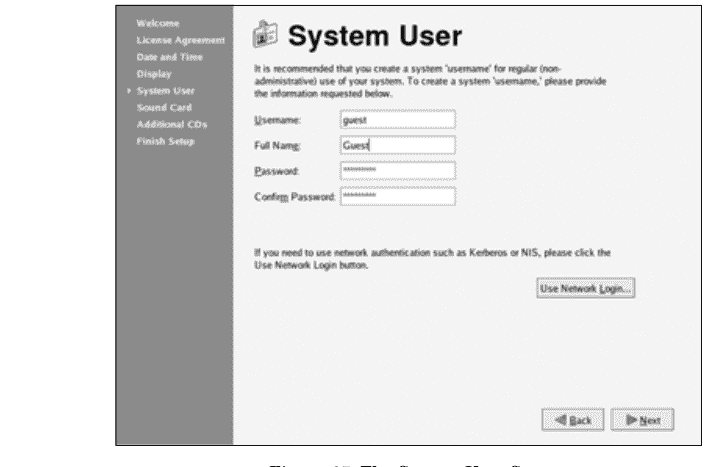 Welcome
License Agreement
Date and Time
Display
System User
Sound Card
Additional CDs
Finish Setup
System User
It is recommended that you create a system 'username' for regular (non-
administrative) use of your system. To create a system 'username,' please provide
the information requested below.
Username: guest
Full Name: Guest
Password: *********
Confirm Password: *********
If you need to use network authentication such as Kerberos or NIS, please click the
Use Network Login button.
Use Network Login...
Back
Next